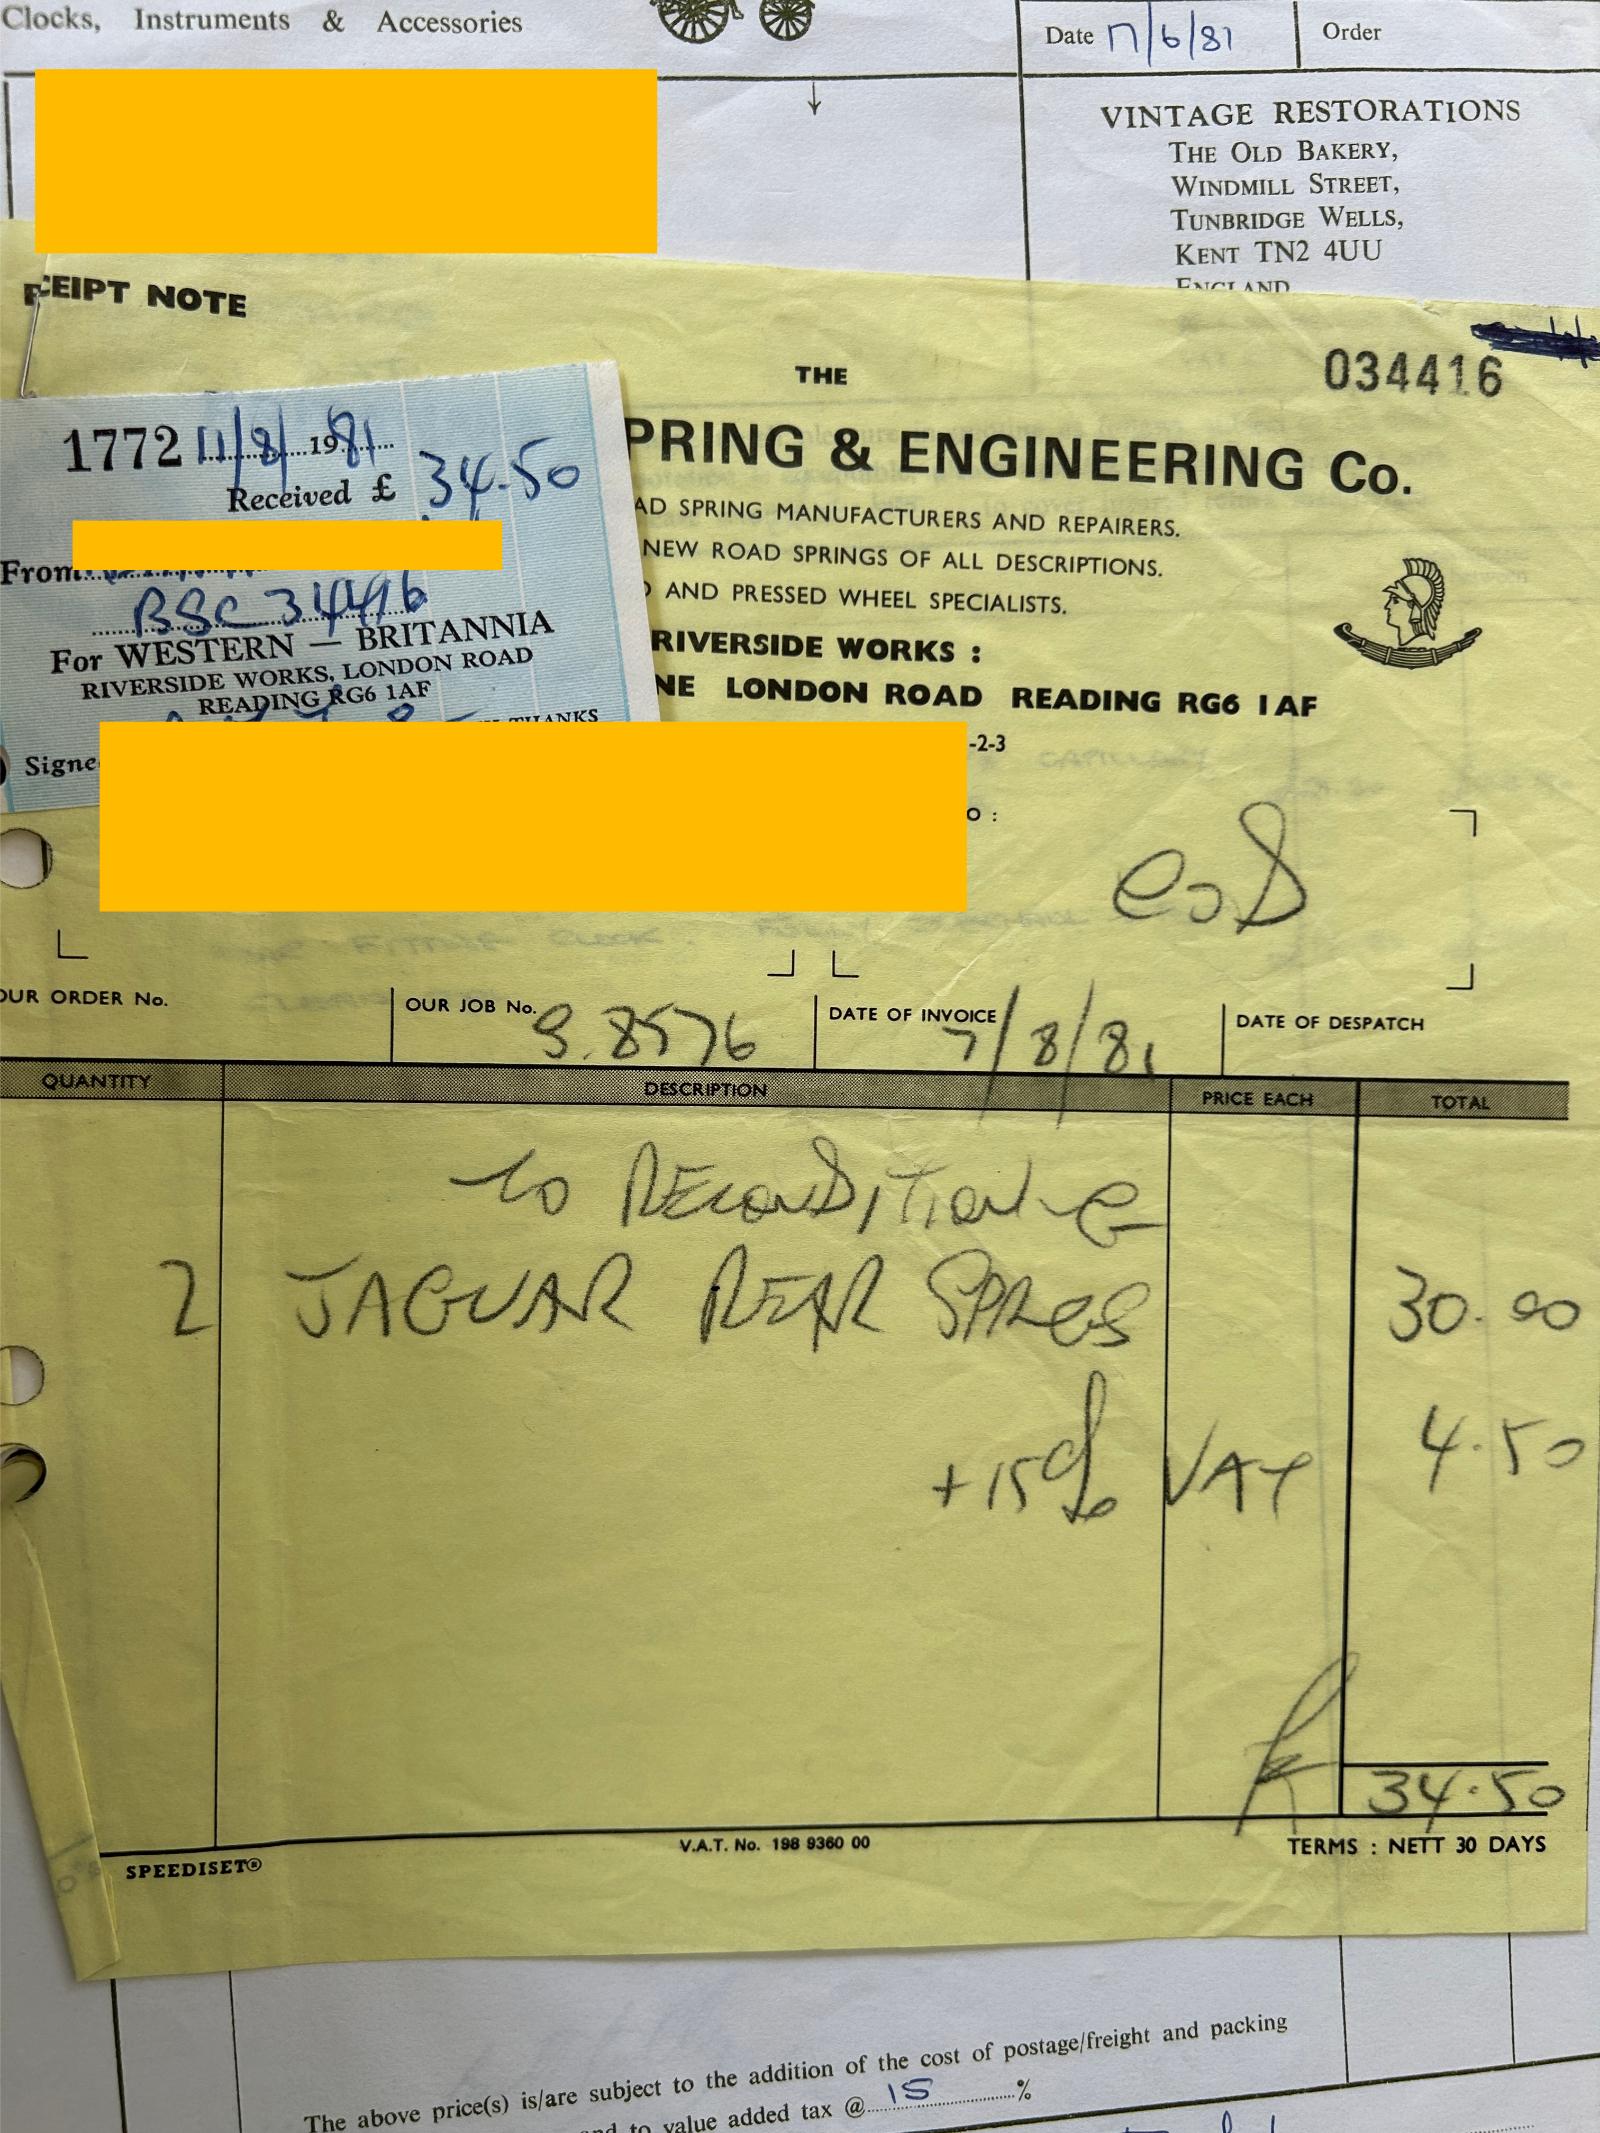 Clocks, Instruments & Accessories
Date 17/6/81 Order
VINTAGE RESTORATIONS
THE OLD BAKERY,
WINDMILL STREET,
TUNBRIDGE WELLS,
KENT TN2 4UU
ENGLAND
CEIPT NOTE
034416
THE
PRING & ENGINEERING Co.
AD SPRING MANUFACTURERS AND REPAIRERS.
NEW ROAD SPRINGS OF ALL DESCRIPTIONS.
AND PRESSED WHEEL SPECIALISTS.
RIVERSIDE WORKS :
NE LONDON ROAD READING RG6 1AF
-2-3
O :
1772 11/8/1981
Received £ 34.50
From
BSC 34416
For WESTERN — BRITANNIA
RIVERSIDE WORKS, LONDON ROAD
READING RG6 1AF
THANKS
Signe
COD
OUR ORDER No.
OUR JOB No. S.8576
DATE OF INVOICE 7/8/81
DATE OF DESPATCH
QUANTITY DESCRIPTION PRICE EACH TOTAL
to RECONDITIONING
2 JAGUAR REAR SPRGS 30.00
+15% VAT 4.50
34.50
SPEEDISET®
V.A.T. No. 198 9360 00
TERMS : NETT 30 DAYS
The above price(s) is/are subject to the addition of the cost of postage/freight and packing
and to value added tax @ 15 %